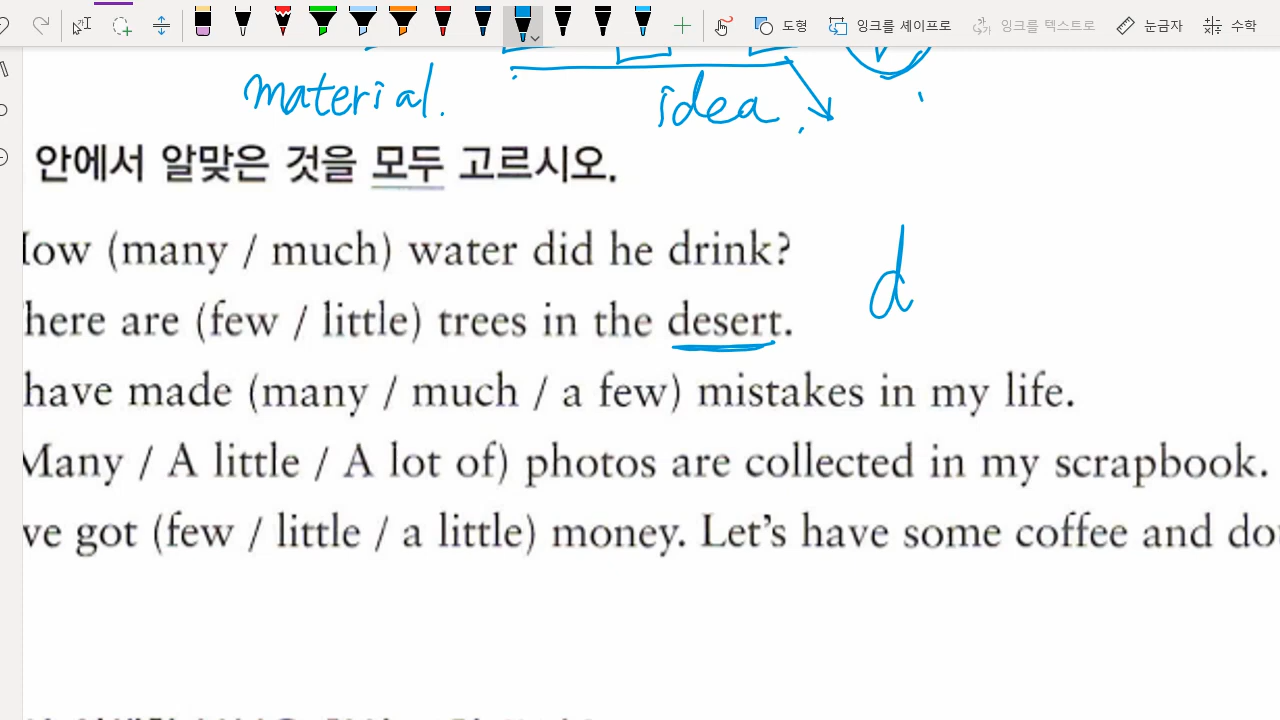 도형 잉크를 셰이프로 잉크를 텍스트로 눈금자 수학
material. idea
안에서 알맞은 것을 모두 고르시오.
How (many / much) water did he drink? d
here are (few / little) trees in the desert.
have made (many / much / a few) mistakes in my life.
Many / A little / A lot of) photos are collected in my scrapbook.
ve got (few / little / a little) money. Let's have some coffee and do